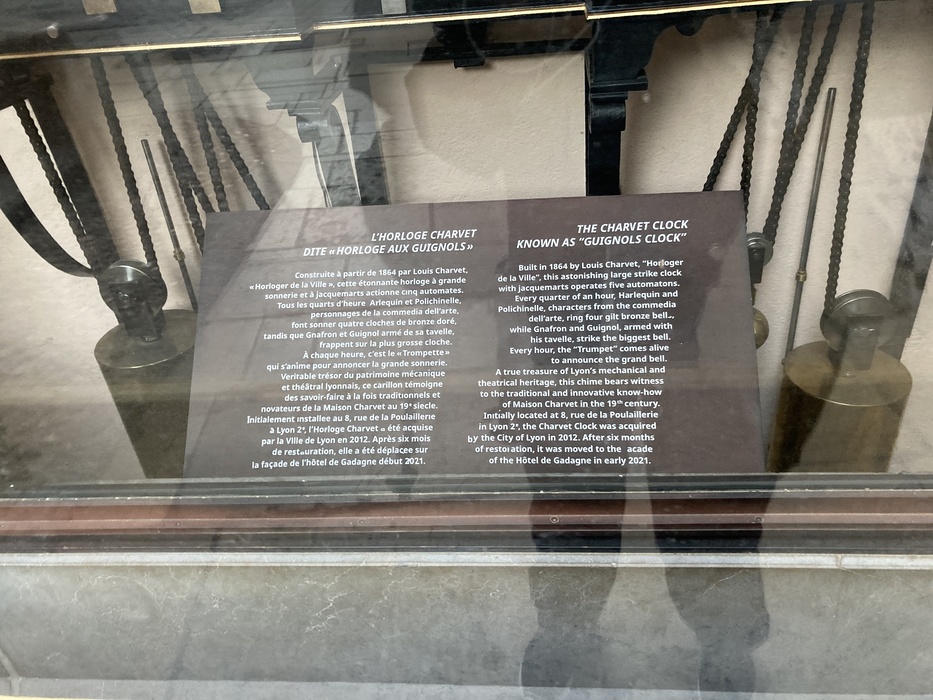 L'HORLOGE CHARVET
DITE « HORLOGE AUX GUIGNOLS »
Construite à partir de 1864 par Louis Charvet,
« Horloger de la Ville », cette étonnante horloge à grande
sonnerie et à jacquemarts actionne cinq automates.
Tous les quarts d'heure Arlequin et Polichinelle,
personnages de la commedia dell'arte,
font sonner quatre cloches de bronze doré,
tandis que Gnafron et Guignol armé de sa tavelle,
frappent sur la plus grosse cloche.
À chaque heure, c'est le « Trompette »
qui s'anime pour annoncer la grande sonnerie.
Veritable trésor du patrimoine mécanique
et théâtral lyonnais, ce carillon témoigne
des savoir-faire à la fois traditionnels et
novateurs de la Maison Charvet au 19e siecle.
Initialement installee au 8, rue de la Poulaillerie
à Lyon 2e, l'Horloge Charvet a été acquise
par la Ville de Lyon en 2012. Après six mois
de restauration, elle a été déplacee sur
la façade de l'hôtel de Gadagne début 2021.
THE CHARVET CLOCK
KNOWN AS "GUIGNOLS CLOCK"
Built in 1864 by Louis Charvet, "Horloger
de la Ville", this astonishing large strike clock
with jacquemarts operates five automatons.
Every quarter of an hour, Harlequin and
Polichinelle, characters from the commedia
dell'arte, ring four gilt bronze bells,
while Gnafron and Guignol, armed with
his tavelle, strike the biggest bell.
Every hour, the "Trumpet" comes alive
to announce the grand bell.
A true treasure of Lyon's mechanical and
theatrical heritage, this chime bears witness
to the traditional and innovative know-how
of Maison Charvet in the 19th century.
Initially located at 8, rue de la Poulaillerie
in Lyon 2e, the Charvet Clock was acquired
by the City of Lyon in 2012. After six months
of restoration, it was moved to the acade
of the Hôtel de Gadagne in early 2021.